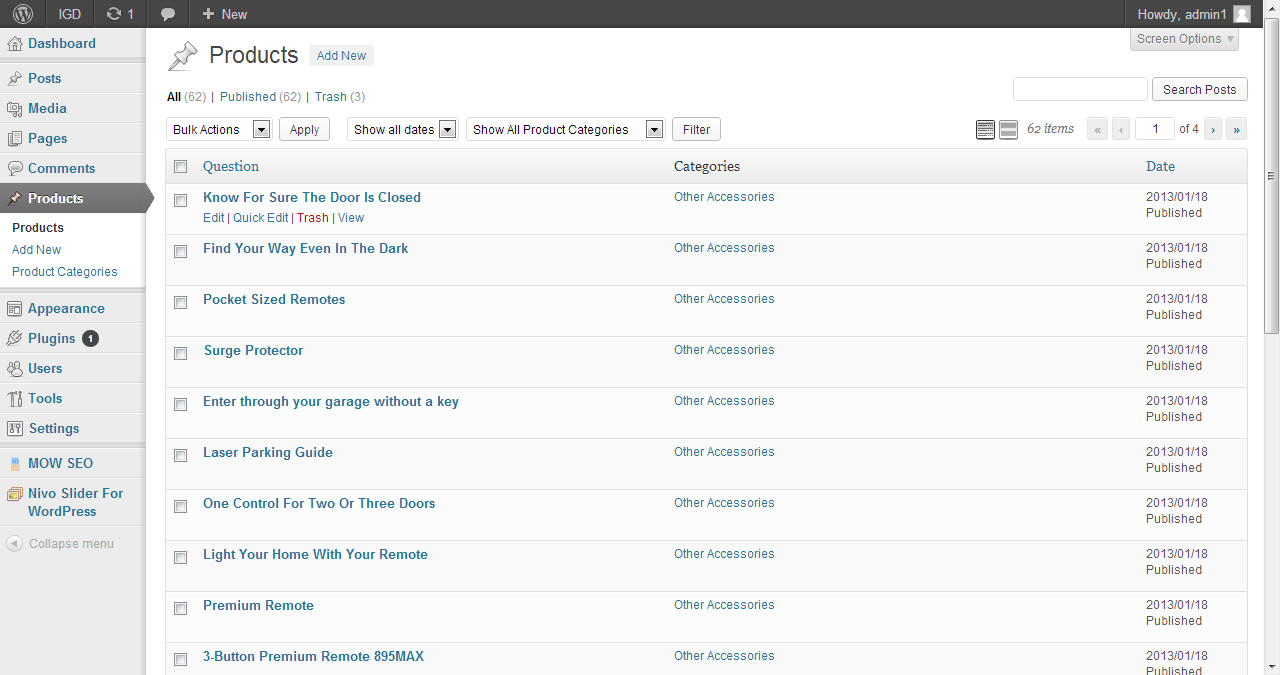 IGD 1 + New Howdy, admin1
Screen Options
Dashboard
Posts
Media
Pages
Comments
Products
Products
Add New
Product Categories
Appearance
Plugins 1
Users
Tools
Settings
MOW SEO
Nivo Slider For
WordPress
Collapse menu
Products Add New
All (62) | Published (62) | Trash (3)
Search Posts
Bulk Actions Apply Show all dates Show All Product Categories Filter 62 items « ‹ 1 of 4 › »
Question Categories Date
Know For Sure The Door Is Closed Other Accessories 2013/01/18
Edit | Quick Edit | Trash | View Published
Find Your Way Even In The Dark Other Accessories 2013/01/18
Published
Pocket Sized Remotes Other Accessories 2013/01/18
Published
Surge Protector Other Accessories 2013/01/18
Published
Enter through your garage without a key Other Accessories 2013/01/18
Published
Laser Parking Guide Other Accessories 2013/01/18
Published
One Control For Two Or Three Doors Other Accessories 2013/01/18
Published
Light Your Home With Your Remote Other Accessories 2013/01/18
Published
Premium Remote Other Accessories 2013/01/18
Published
3-Button Premium Remote 895MAX Other Accessories 2013/01/18
Published